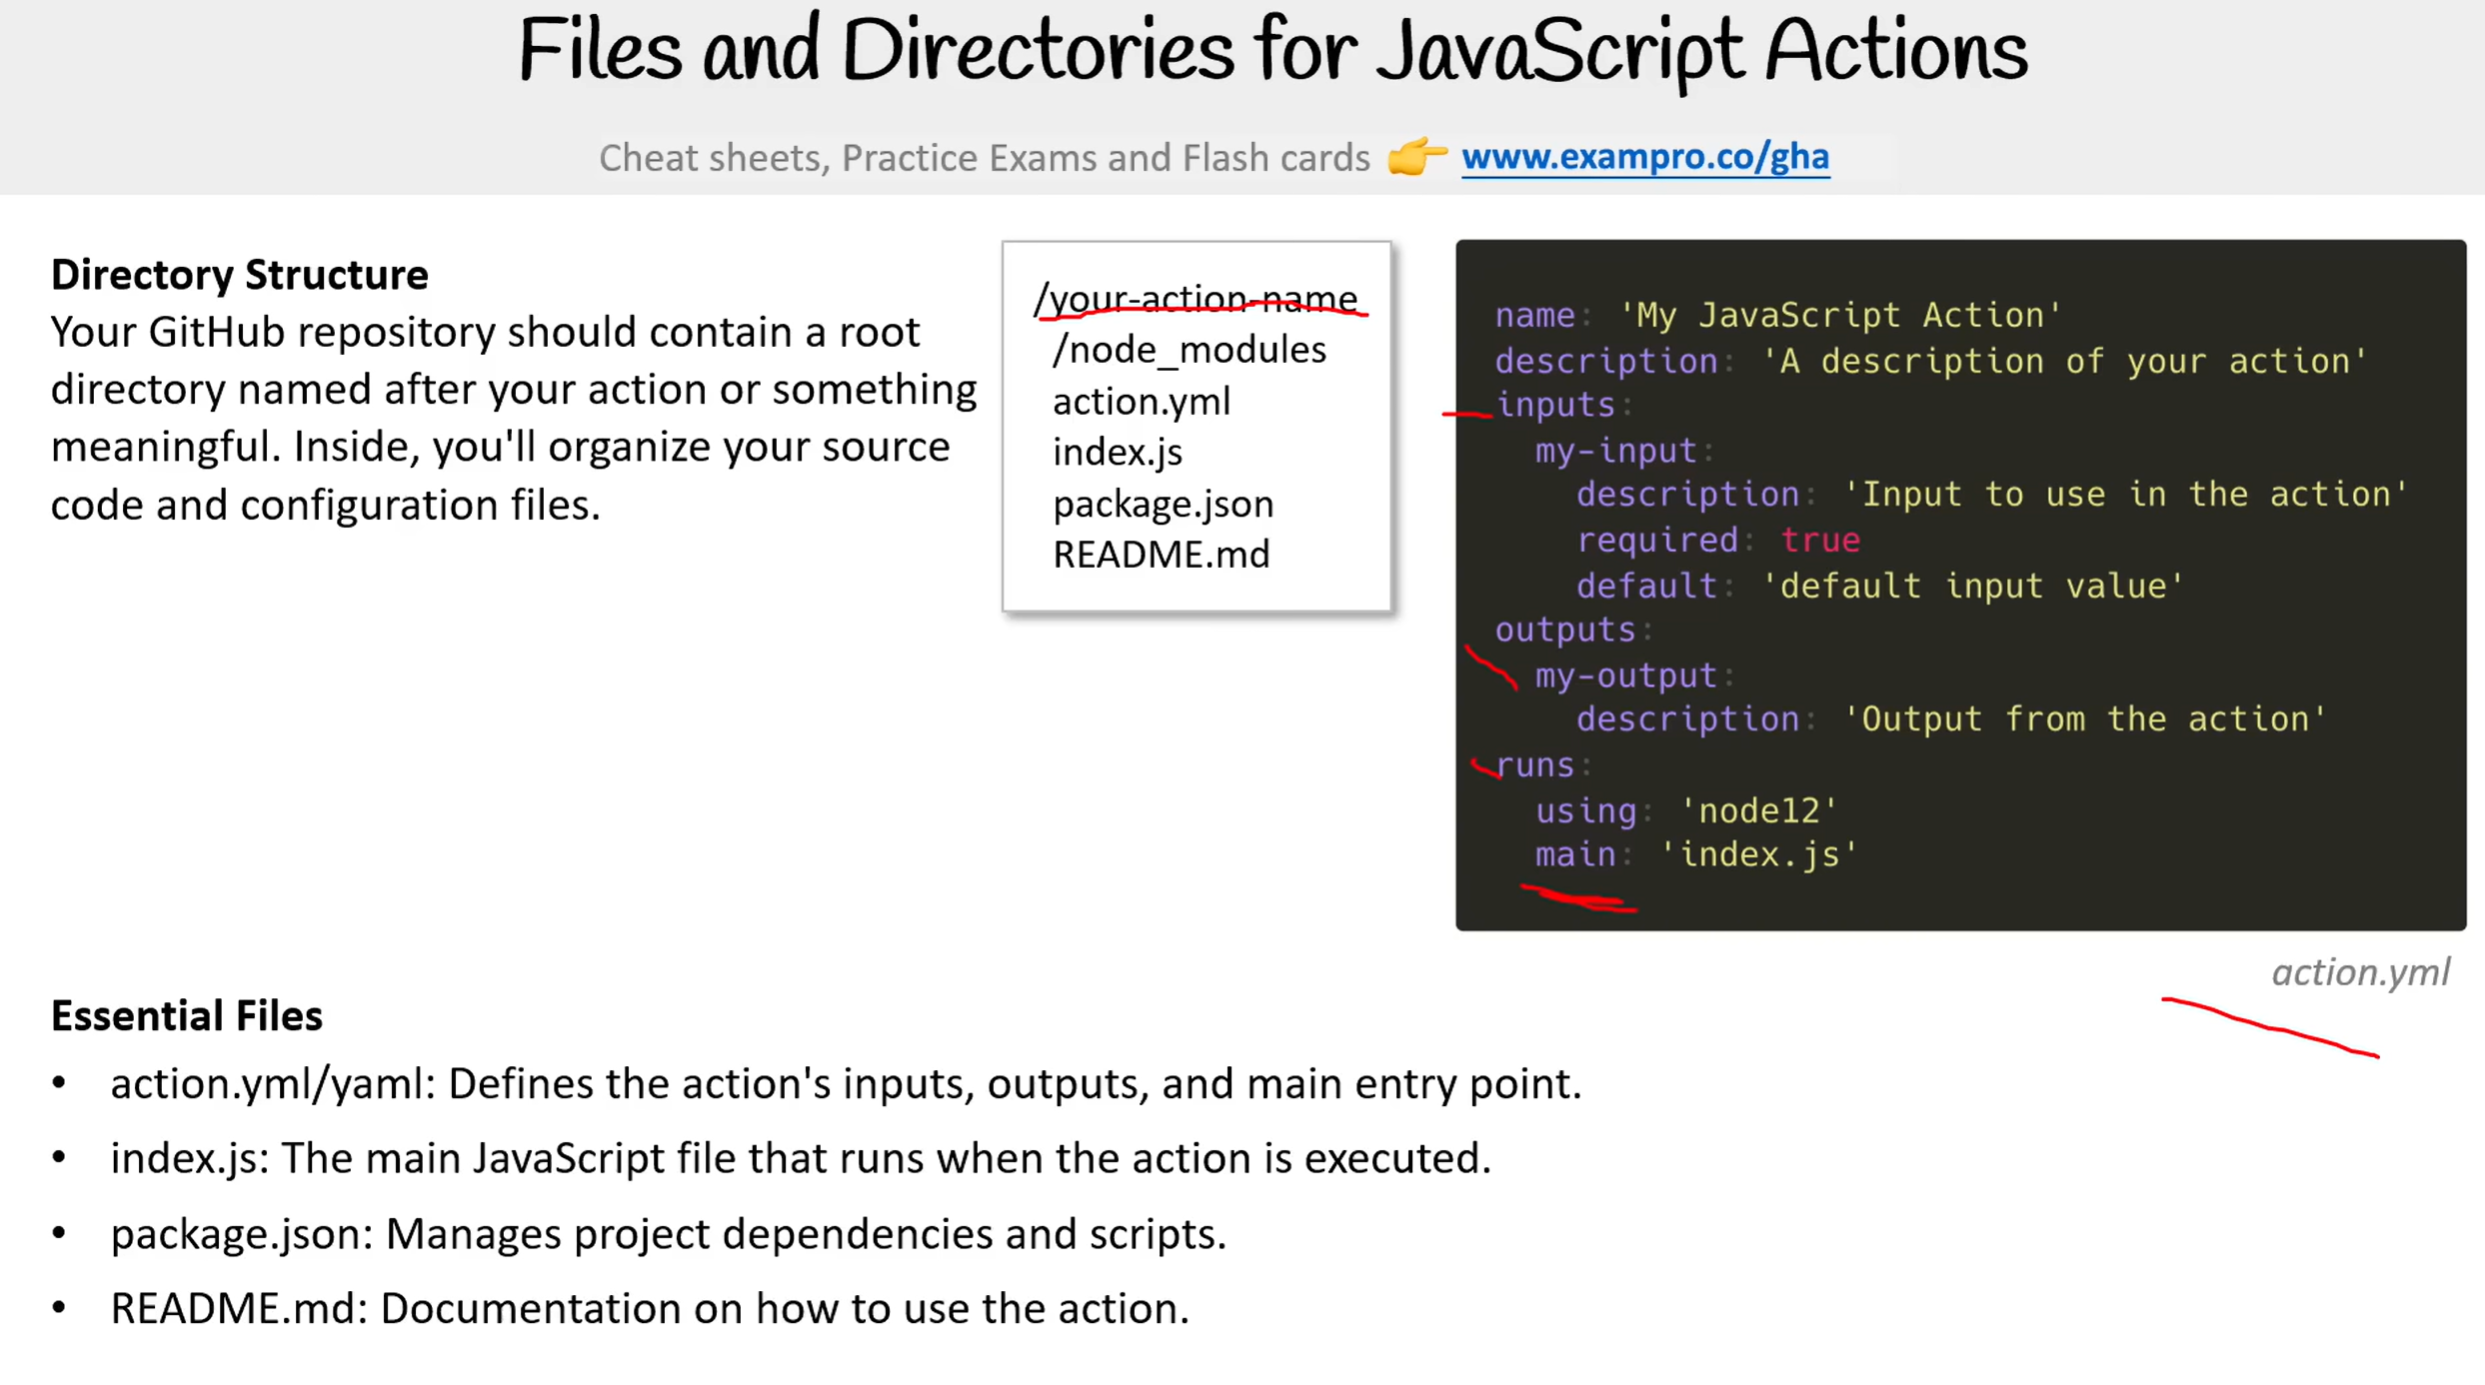 Files and Directories for JavaScript Actions
Cheat sheets, Practice Exams and Flash cards 👉 www.exampro.co/gha
Directory Structure
Your GitHub repository should contain a root
directory named after your action or something
meaningful. Inside, you'll organize your source
code and configuration files.
/your-action-name
/node_modules
action.yml
index.js
package.json
README.md
name: 'My JavaScript Action'
description: 'A description of your action'
inputs:
  my-input:
    description: 'Input to use in the action'
    required: true
    default: 'default input value'
outputs:
  my-output:
    description: 'Output from the action'
runs:
  using: 'node12'
  main: 'index.js'
action.yml
Essential Files
• action.yml/yaml: Defines the action's inputs, outputs, and main entry point.
• index.js: The main JavaScript file that runs when the action is executed.
• package.json: Manages project dependencies and scripts.
• README.md: Documentation on how to use the action.